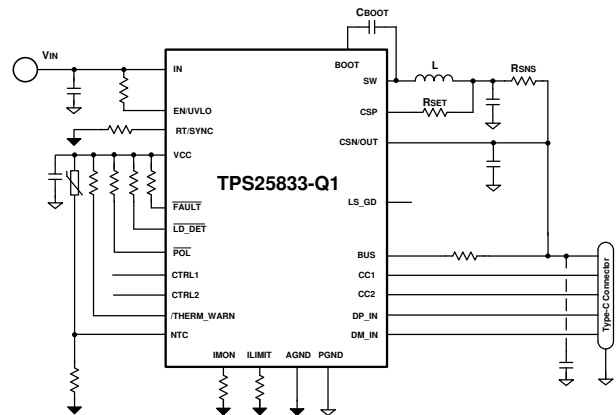 CBOOT
VIN
BOOT
IN
SW
L
RSNS
EN/UVLO
CSP
RSET
RT/SYNC
CSN/OUT
VCC
TPS25833-Q1
FAULT
LS_GD
LD_DET
POL
BUS
CTRL1
CC1
CTRL2
CC2
/THERM_WARN
DP_IN
NTC
DM_IN
IMON
ILIMIT
AGND
PGND
Type-C Connector